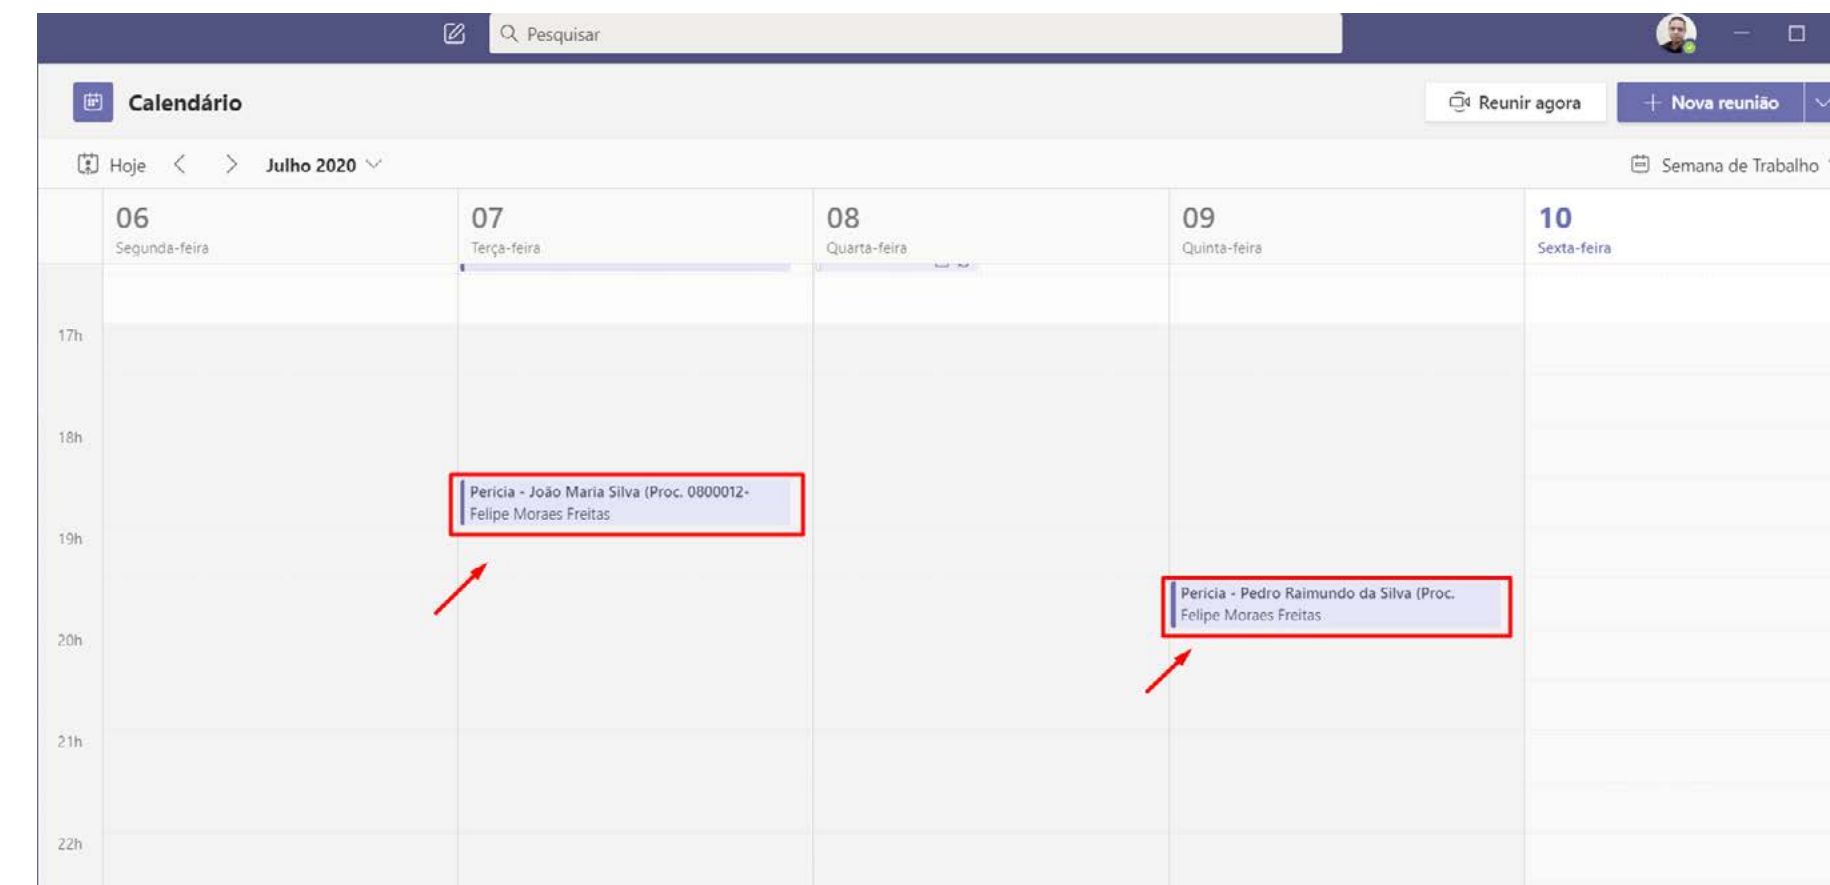 Pesquisar
Calendário
Reunir agora
Nova reunião
Hoje
Julho 2020
Semana de Trabalho
06
Segunda-feira
07
Terça-feira
08
Quarta-feira
09
Quinta-feira
10
Sexta-feira
17h
18h
Perícia - João Maria Silva (Proc. 0800012-
Felipe Moraes Freitas
19h
Perícia - Pedro Raimundo da Silva (Proc.
Felipe Moraes Freitas
20h
21h
22h